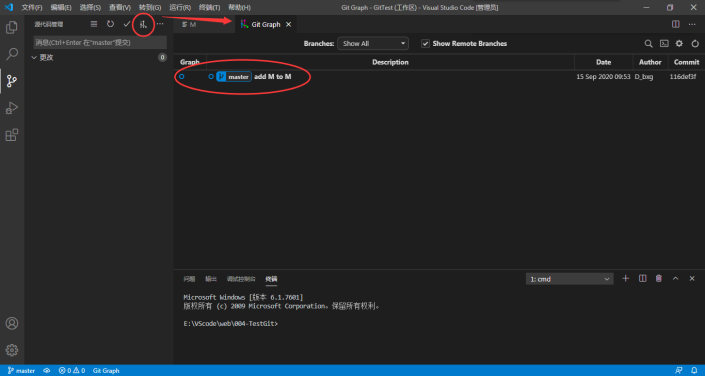 文件(F) 编辑(E) 选择(S) 查看(V) 转到(G) 运行(R) 终端(T) 帮助(H) Git Graph - GitTest (工作区) - Visual Studio Code [管理员]
源代码管理
M Git Graph
消息(Ctrl+Enter 在"master"提交)
Branches: Show All Show Remote Branches
更改 0
Graph Description Date Author Commit
master add M to M 15 Sep 2020 09:53 D_bxg 116def3f
问题 输出 调试控制台 终端 1: cmd
Microsoft Windows [版本 6.1.7601]
版权所有 (c) 2009 Microsoft Corporation。保留所有权利。
E:\VScode\web\004-TestGit>
master 0 0 Git Graph